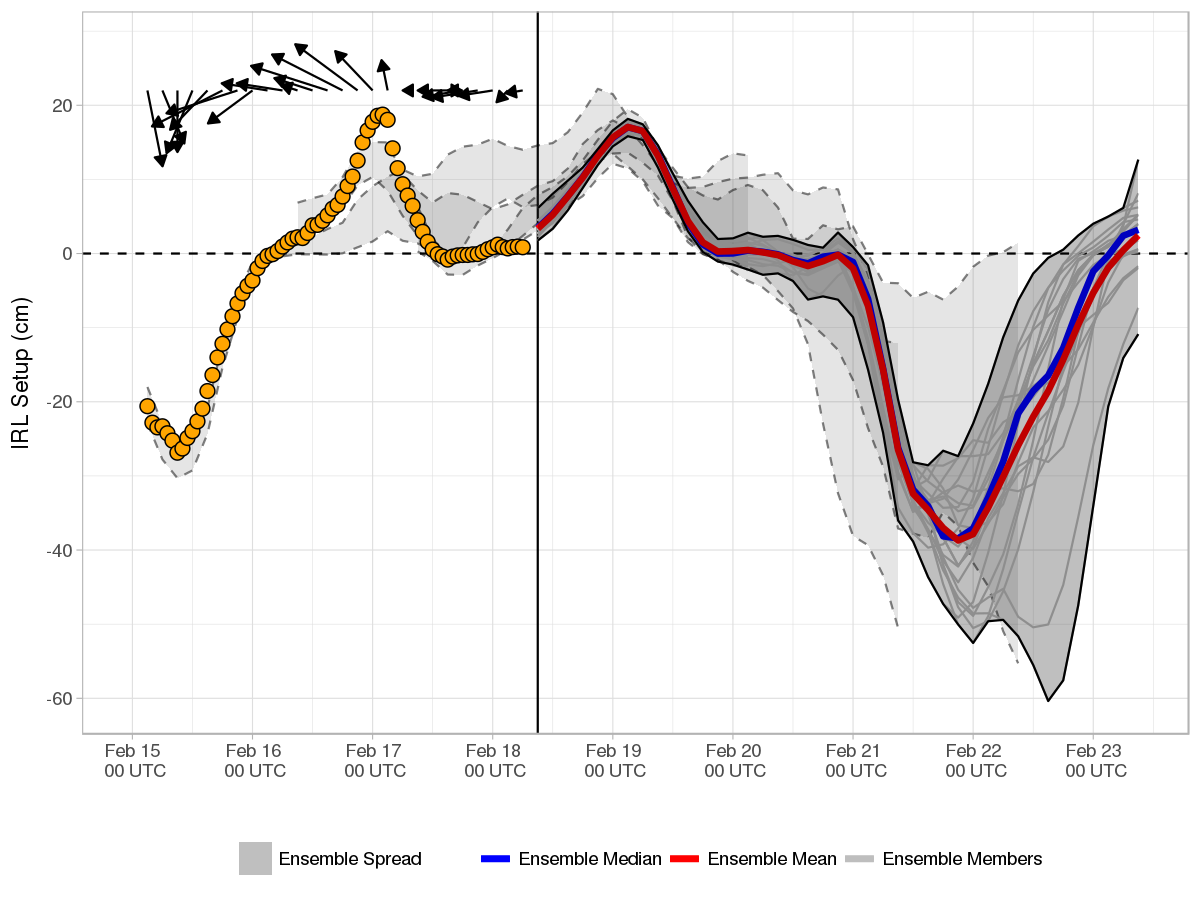 IRL Setup (cm)
20
0
-20
-40
-60
Feb 15
00 UTC
Feb 16
00 UTC
Feb 17
00 UTC
Feb 18
00 UTC
Feb 19
00 UTC
Feb 20
00 UTC
Feb 21
00 UTC
Feb 22
00 UTC
Feb 23
00 UTC
Ensemble Spread
Ensemble Median
Ensemble Mean
Ensemble Members